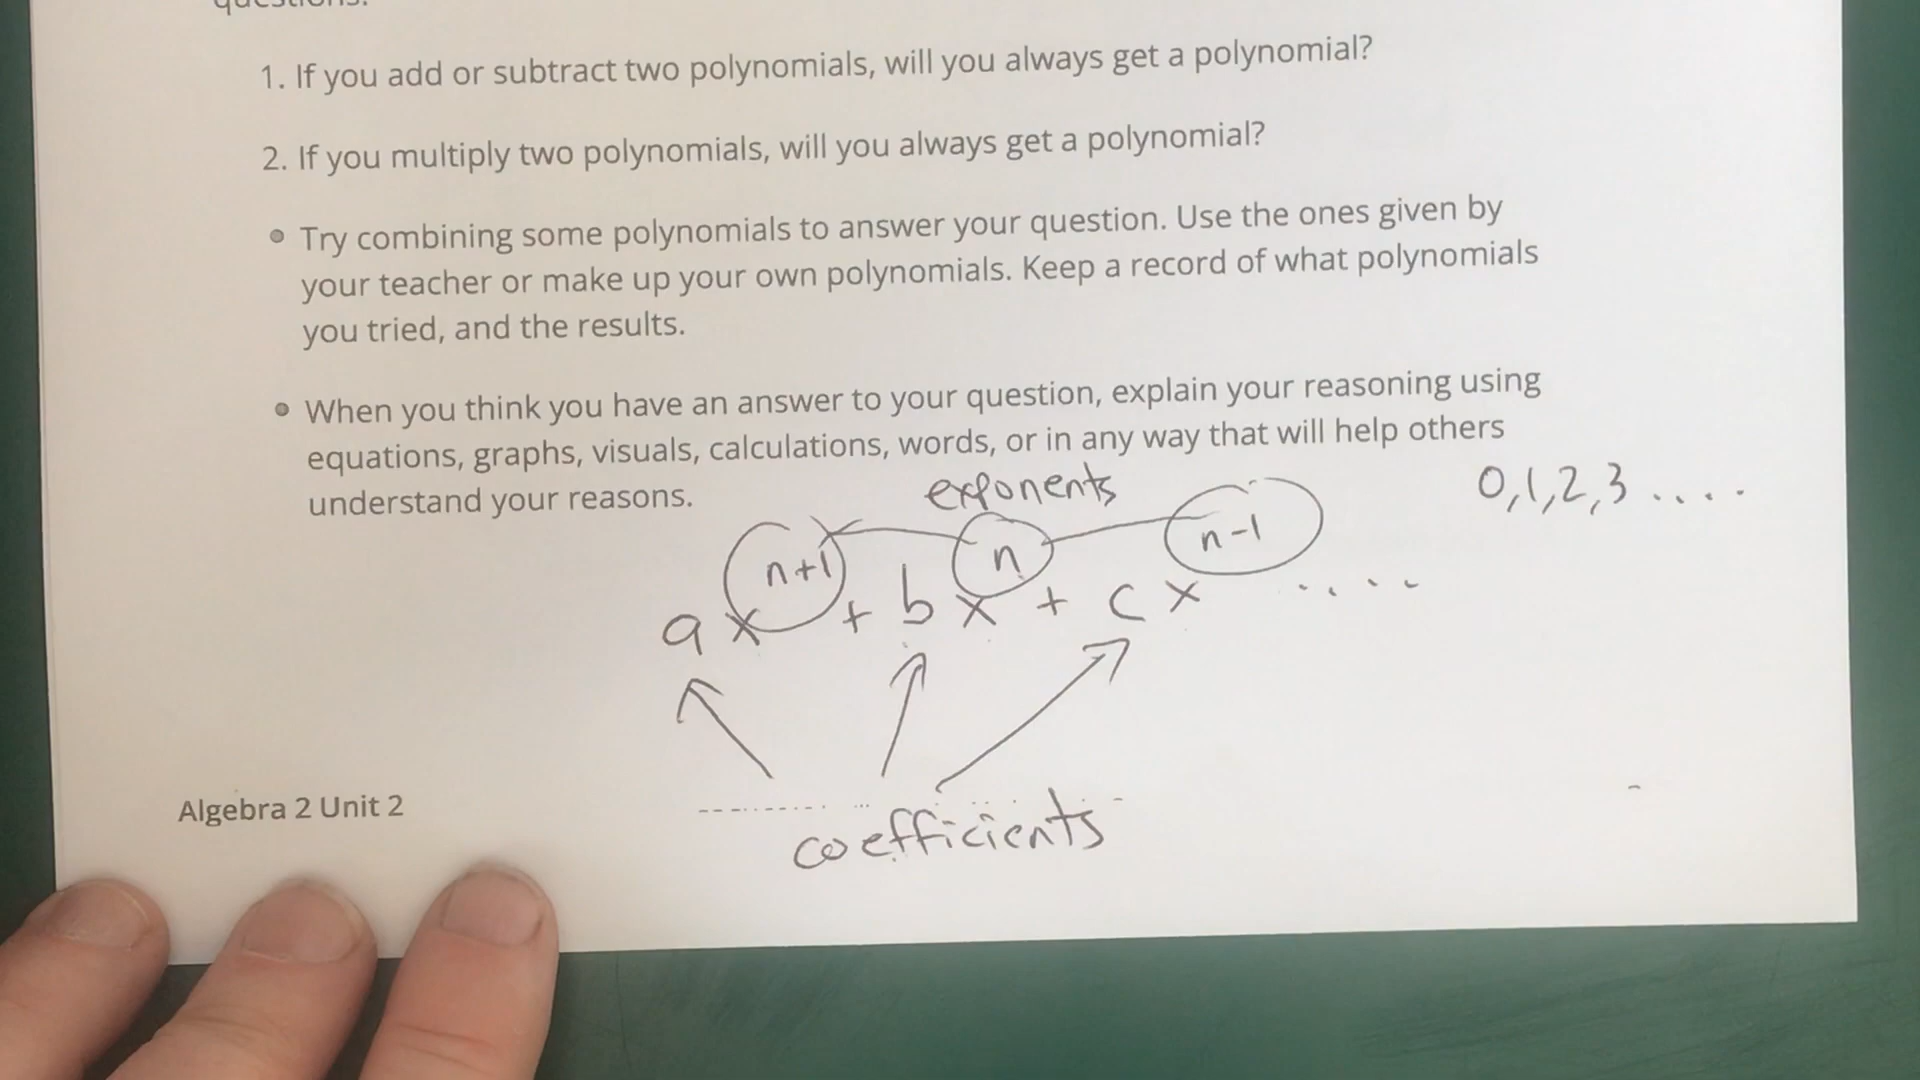 questions.
1. If you add or subtract two polynomials, will you always get a polynomial?
2. If you multiply two polynomials, will you always get a polynomial?
• Try combining some polynomials to answer your question. Use the ones given by
your teacher or make up your own polynomials. Keep a record of what polynomials
you tried, and the results.
• When you think you have an answer to your question, explain your reasoning using
equations, graphs, visuals, calculations, words, or in any way that will help others
understand your reasons.
exponents
0,1,2,3 ....
n+1 n n-1
ax + bx + cx ....
coefficients
Algebra 2 Unit 2